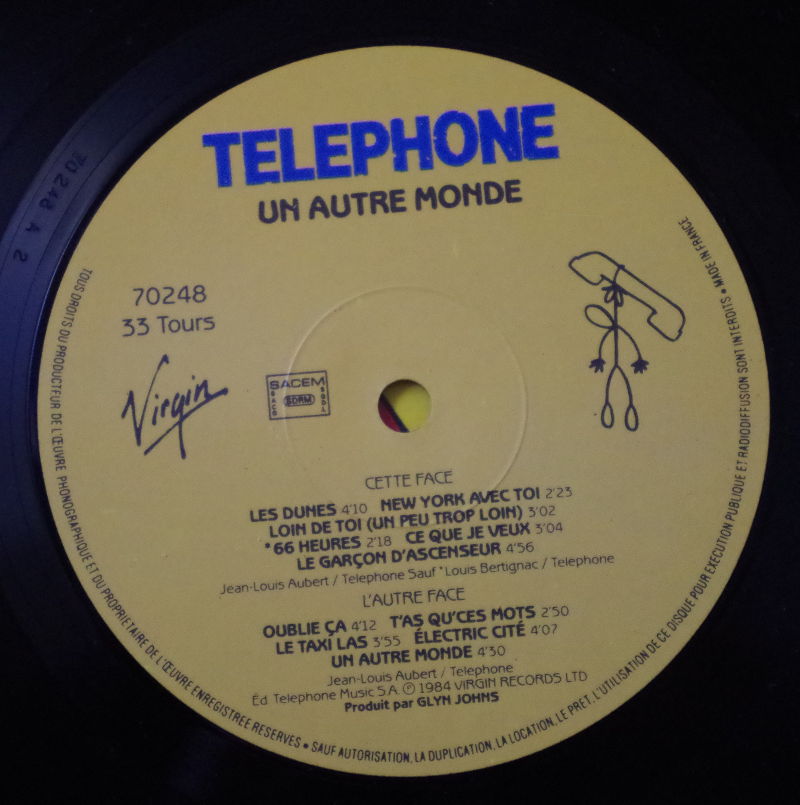 TELEPHONE
UN AUTRE MONDE
70248
33 Tours
Virgin
SACEM
SACD
SDRM
SGDL
CETTE FACE
LES DUNES 4'10 NEW YORK AVEC TOI 2'23
LOIN DE TOI (UN PEU TROP LOIN) 3'02
*66 HEURES 2'18 CE QUE JE VEUX 3'04
LE GARÇON D'ASCENSEUR 4'56
Jean-Louis Aubert / Telephone Sauf *Louis Bertignac / Telephone
L'AUTRE FACE
OUBLIE ÇA 4'12 T'AS QU'CES MOTS 2'50
LE TAXI LAS 3'55 ÉLECTRIC CITÉ 4'07
UN AUTRE MONDE 4'30
Jean-Louis Aubert / Telephone
Éd Telephone Music S.A. Ⓟ © 1984 VIRGIN RECORDS LTD
Produit par GLYN JOHNS
TOUS DROITS DU PRODUCTEUR DE L'ŒUVRE PHONOGRAPHIQUE ET DU PROPRIETAIRE DE L'ŒUVRE ENREGISTREE RESERVES • SAUF AUTORISATION, LA DUPLICATION, LA LOCATION, LE PRET, L'UTILISATION DE CE DISQUE POUR EXECUTION PUBLIQUE ET RADIODIFFUSION SONT INTERDITS • MADE IN FRANCE
70248 A 2